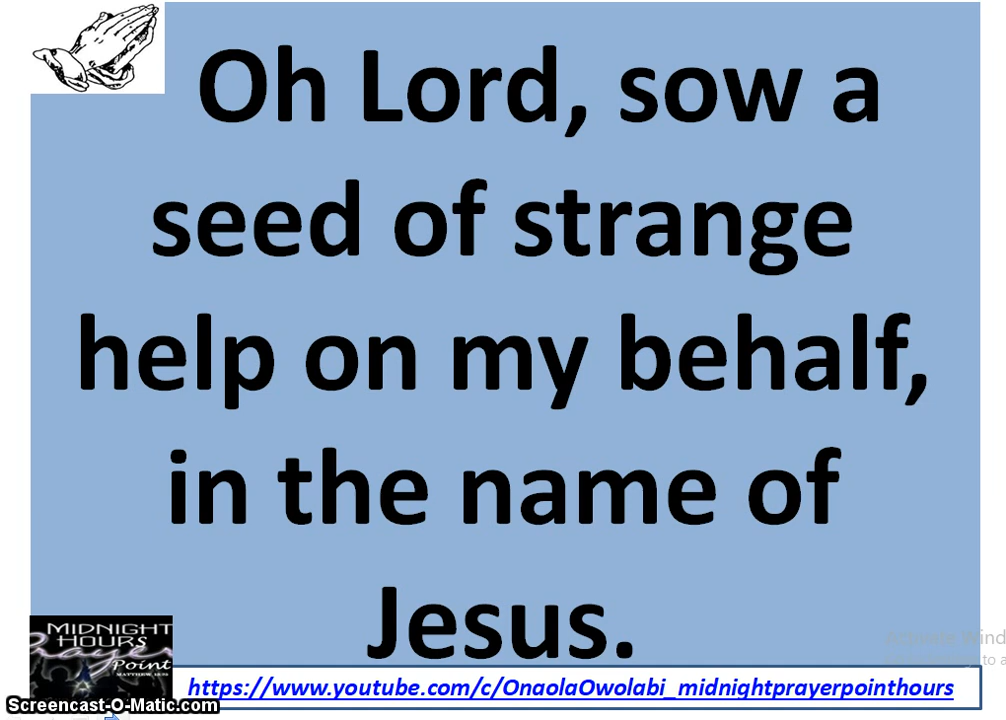 Oh Lord, sow a
seed of strange
help on my behalf,
in the name of
Jesus.
MIDNIGHT
HOURS
Prayer
Point
https://www.youtube.com/c/OnaolaOwolabi_midnightprayerpointhours
Screencast-O-Matic.com